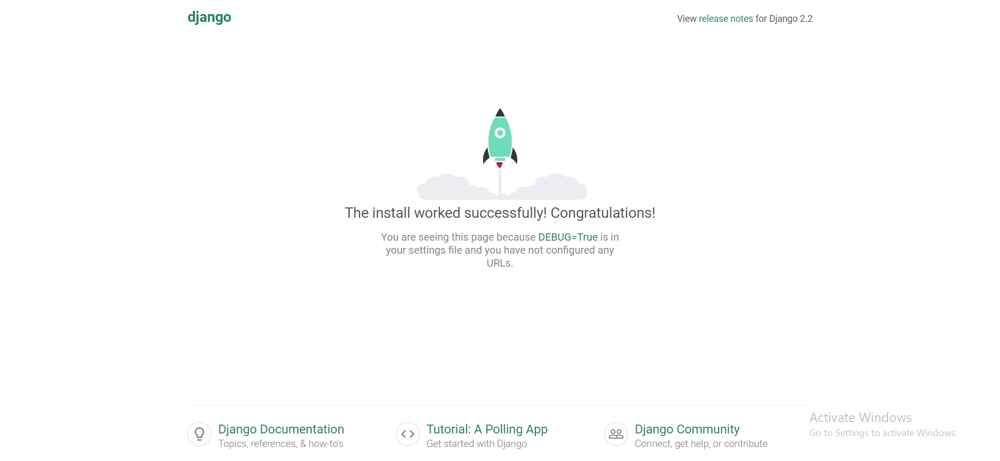 django
View release notes for Django 2.2
The install worked successfully! Congratulations!
You are seeing this page because DEBUG=True is in
your settings file and you have not configured any
URLs.
Django Documentation
Topics, references, & how-to's
Tutorial: A Polling App
Get started with Django
Django Community
Connect, get help, or contribute
Activate Windows
Go to Settings to activate Windows.